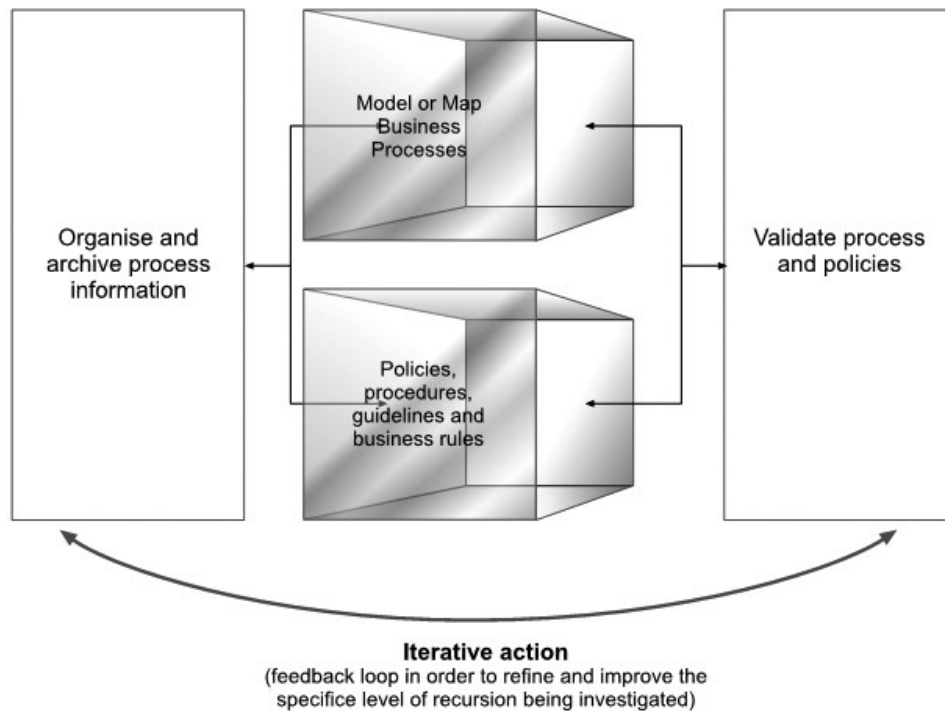 Model or Map
Business
Processes
Organise and
archive process
information
Validate process
and policies
Policies,
procedures,
guidelines and
business rules
Iterative action
(feedback loop in order to refine and improve the
specifice level of recursion being investigated)